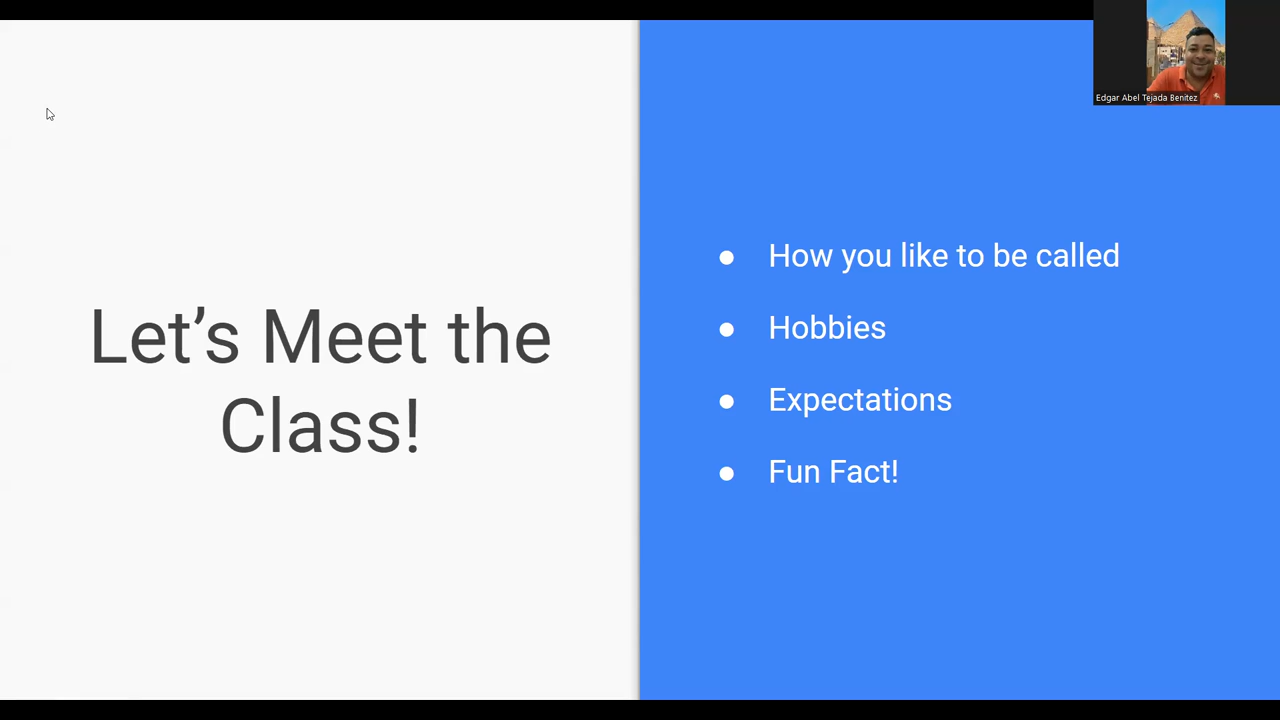 Edgar Abel Tejada Benitez
Let’s Meet the
Class!
● How you like to be called
● Hobbies
● Expectations
● Fun Fact!